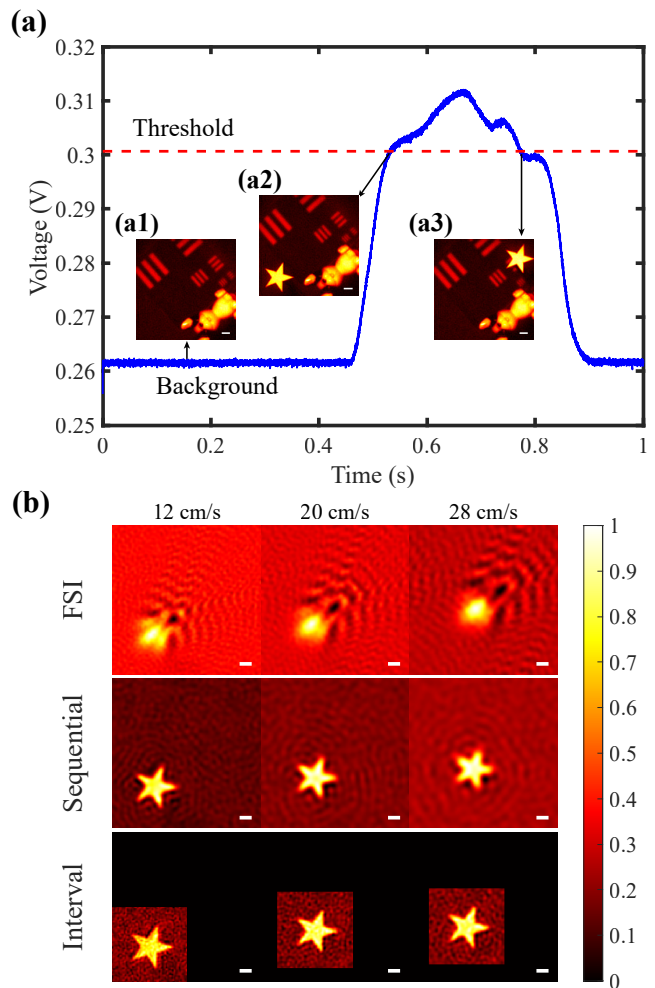 (a)
0.32
0.31
0.3
0.29
0.28
0.27
0.26
0.25
Voltage (V)
Threshold
(a1)
(a2)
(a3)
Background
0
0.2
0.4
0.6
0.8
1
Time (s)
(b)
12 cm/s
20 cm/s
28 cm/s
FSI
Sequential
Interval
1
0.9
0.8
0.7
0.6
0.5
0.4
0.3
0.2
0.1
0